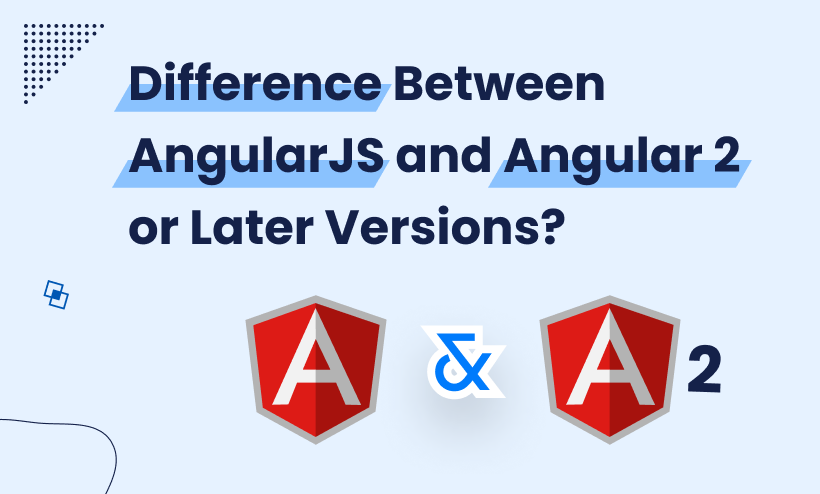 Difference Between
AngularJS and Angular 2
or Later Versions?
A & A 2